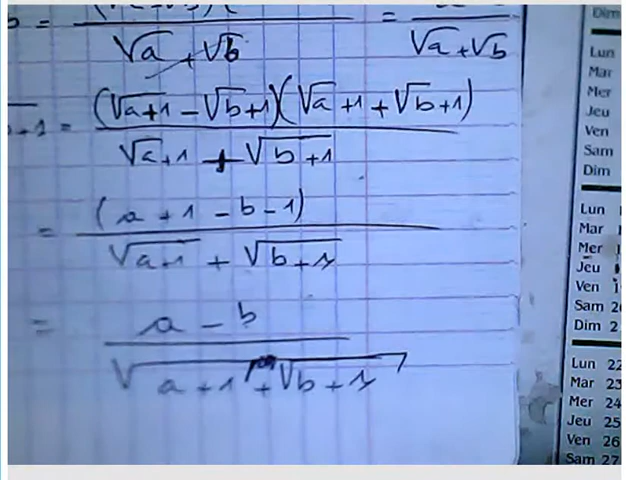 b = = 
√a + √b √a + √b
(√a+1 − √b+1)(√a+1 + √b+1)
b+1 =
√a+1 + √b+1
= (a + 1 − b − 1)
√a+1 + √b+1
= a − b
√a+1 + √b+1
Dim
Lun
Mar
Mer
Jeu
Ven
Sam
Dim
Lun
Mar
Mer
Jeu
Ven
Sam
Dim 2
Lun 22
Mar 23
Mer 24
Jeu 25
Ven 26
Sam 27